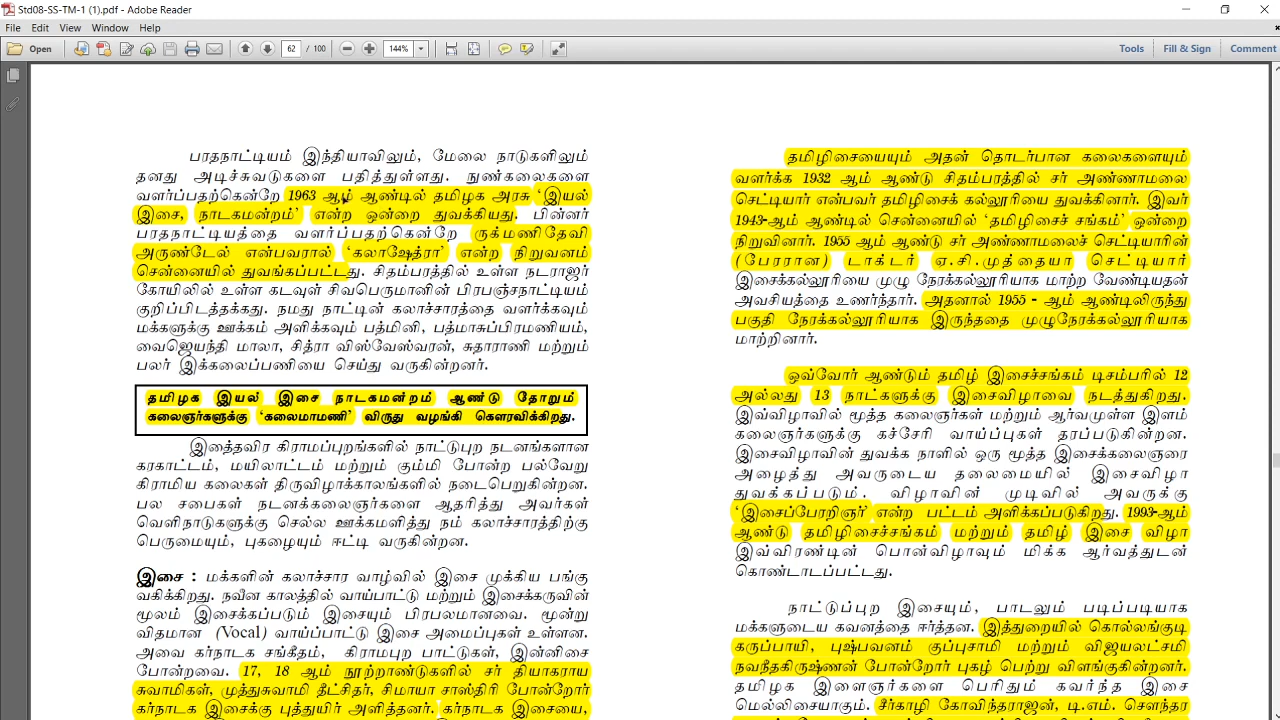 Std08-SS-TM-1 (1).pdf - Adobe Reader
File Edit View Window Help
Open 62 / 100 144% Tools Fill & Sign Comment
பரதநாட்டியம் இந்தியாவிலும், மேலை நாடுகளிலும்
தனது அடிச்சுவடுகளை பதித்துள்ளது. நுண்கலைகளை
வளர்ப்பதற்கென்றே 1963 ஆம் ஆண்டில் தமிழக அரசு 'இயல்
இசை, நாடகமன்றம்' என்ற ஒன்றை துவக்கியது. பின்னர்
பரதநாட்டியத்தை வளர்ப்பதற்கென்றே ருக்மணிதேவி
அருண்டேல் என்பவரால் 'கலாஷேத்ரா' என்ற நிறுவனம்
சென்னையில் துவங்கப்பட்டது. சிதம்பரத்தில் உள்ள நடராஜர்
கோயிலில் உள்ள கடவுள் சிவபெருமானின் பிரபஞ்சநாட்டியம்
குறிப்பிடத்தக்கது. நமது நாட்டின் கலாச்சாரத்தை வளர்க்கவும்
மக்களுக்கு ஊக்கம் அளிக்கவும் பத்மினி, பத்மாசுப்பிரமணியம்,
வைஜெயந்தி மாலா, சித்ரா விஸ்வேஸ்வரன், சுதாராணி மற்றும்
பலர் இக்கலைப்பணியை செய்து வருகின்றனர்.
தமிழக இயல் இசை நாடகமன்றம் ஆண்டு தோறும்
கலைஞர்களுக்கு 'கலைமாமணி' விருது வழங்கி கௌரவிக்கிறது.
இதைத்தவிர கிராமப்புறங்களில் நாட்டுபுற நடனங்களான
கரகாட்டம், மயிலாட்டம் மற்றும் கும்மி போன்ற பல்வேறு
கிராமிய கலைகள் திருவிழாக்காலங்களில் நடைபெறுகின்றன.
பல சபைகள் நடனக்கலைஞர்களை ஆதரித்து அவர்கள்
வெளிநாடுகளுக்கு செல்ல ஊக்கமளித்து நம் கலாச்சாரத்திற்கு
பெருமையும், புகழையும் ஈட்டி வருகின்றன.
இசை : மக்களின் கலாச்சார வாழ்வில் இசை முக்கிய பங்கு
வகிக்கிறது. நவீன காலத்தில் வாய்பாட்டு மற்றும் இசைக்கருவின்
மூலம் இசைக்கப்படும் இசையும் பிரபலமானவை. மூன்று
விதமான (Vocal) வாய்ப்பாட்டு இசை அமைப்புகள் உள்ளன.
அவை கர்நாடக சங்கீதம், கிராமபுற பாட்டுகள், இன்னிசை
போன்றவை. 17, 18 ஆம் நூற்றாண்டுகளில் சர் தியாகராய
சுவாமிகள், முத்துசுவாமி தீட்சிதர், சிமாயா சாஸ்திரி போன்றோர்
கர்நாடக இசைக்கு புத்துயிர் அளித்தனர். கர்நாடக இசையை,
தமிழிசையையும் அதன் தொடர்பான கலைகளையும்
வளர்க்க 1932 ஆம் ஆண்டு சிதம்பரத்தில் சர் அண்ணாமலை
செட்டியார் என்பவர் தமிழிசைக் கல்லூரியை துவக்கினார். இவர்
1943-ஆம் ஆண்டில் சென்னையில் 'தமிழிசைச் சங்கம்' ஒன்றை
நிறுவினார். 1955 ஆம் ஆண்டு சர் அண்ணாமலைச் செட்டியாரின்
(பேரரான) டாக்டர் ஏ.சி.முத்தையா செட்டியார்
இசைக்கல்லூரியை முழு நேரக்கல்லூரியாக மாற்ற வேண்டியதன்
அவசியத்தை உணர்ந்தார். அதனால் 1955 - ஆம் ஆண்டிலிருந்து
பகுதி நேரக்கல்லூரியாக இருந்ததை முழுநேரக்கல்லூரியாக
மாற்றினார்.
ஒவ்வோர் ஆண்டும் தமிழ் இசைச்சங்கம் டிசம்பரில் 12
அல்லது 13 நாட்களுக்கு இசைவிழாவை நடத்துகிறது.
இவ்விழாவில் மூத்த கலைஞர்கள் மற்றும் ஆர்வமுள்ள இளம்
கலைஞர்களுக்கு கச்சேரி வாய்ப்புகள் தரப்படுகின்றன.
இசைவிழாவின் துவக்க நாளில் ஒரு மூத்த இசைக்கலைஞரை
அழைத்து அவருடைய தலைமையில் இசைவிழா
துவக்கப்படும். விழாவின் முடிவில் அவருக்கு
'இசைப்பேரறிஞர்' என்ற பட்டம் அளிக்கப்படுகிறது. 1993-ஆம்
ஆண்டு தமிழிசைச்சங்கம் மற்றும் தமிழ் இசை விழா
இவ்விரண்டின் பொன்விழாவும் மிக்க ஆர்வத்துடன்
கொண்டாடப்பட்டது.
நாட்டுப்புற இசையும், பாடலும் படிப்படியாக
மக்களுடைய கவனத்தை ஈர்த்தன. இத்துறையில் கொல்லங்குடி
கருப்பாயி, புஷ்பவனம் குப்புசாமி மற்றும் விஜயலட்சமி
நவநீதகிருஷ்ணன் போன்றோர் புகழ் பெற்று விளங்குகின்றனர்.
தமிழக இளைஞர்களை பெரிதும் கவர்ந்த இசை
மெல்லிசையாகும். சீர்காழி கோவிந்தராஜன், டி.எம். சௌந்தர